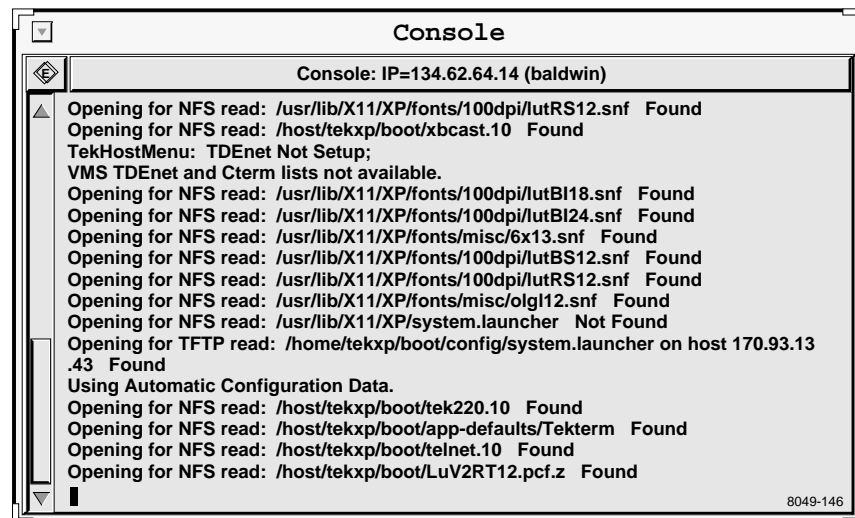 Console
E
Console: IP=134.62.64.14 (baldwin)
Opening for NFS read: /usr/lib/X11/XP/fonts/100dpi/lutRS12.snf Found
Opening for NFS read: /host/tekxp/boot/xbcast.10 Found
TekHostMenu: TDEnet Not Setup;
VMS TDEnet and Cterm lists not available.
Opening for NFS read: /usr/lib/X11/XP/fonts/100dpi/lutBI18.snf Found
Opening for NFS read: /usr/lib/X11/XP/fonts/100dpi/lutBI24.snf Found
Opening for NFS read: /usr/lib/X11/XP/fonts/misc/6x13.snf Found
Opening for NFS read: /usr/lib/X11/XP/fonts/100dpi/lutBS12.snf Found
Opening for NFS read: /usr/lib/X11/XP/fonts/100dpi/lutRS12.snf Found
Opening for NFS read: /usr/lib/X11/XP/fonts/misc/olgl12.snf Found
Opening for NFS read: /usr/lib/X11/XP/system.launcher Not Found
Opening for TFTP read: /home/tekxp/boot/config/system.launcher on host 170.93.13
.43 Found
Using Automatic Configuration Data.
Opening for NFS read: /host/tekxp/boot/tek220.10 Found
Opening for NFS read: /host/tekxp/boot/app-defaults/Tekterm Found
Opening for NFS read: /host/tekxp/boot/telnet.10 Found
Opening for NFS read: /host/tekxp/boot/LuV2RT12.pcf.z Found
8049-146